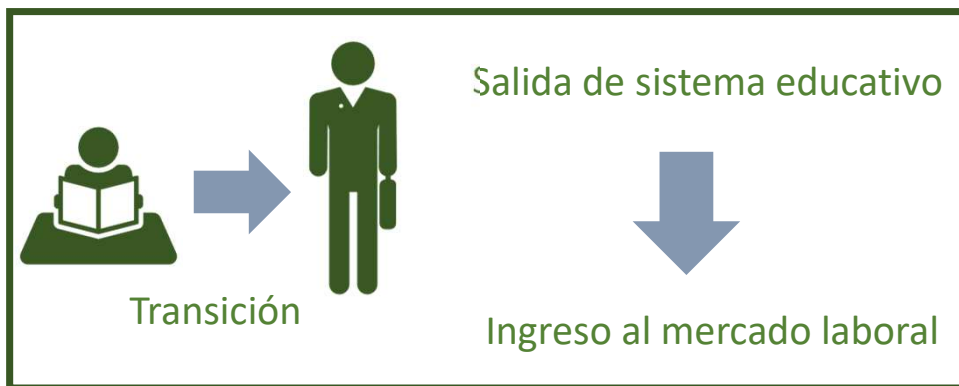 Salida de sistema educativo
Transición
Ingreso al mercado laboral